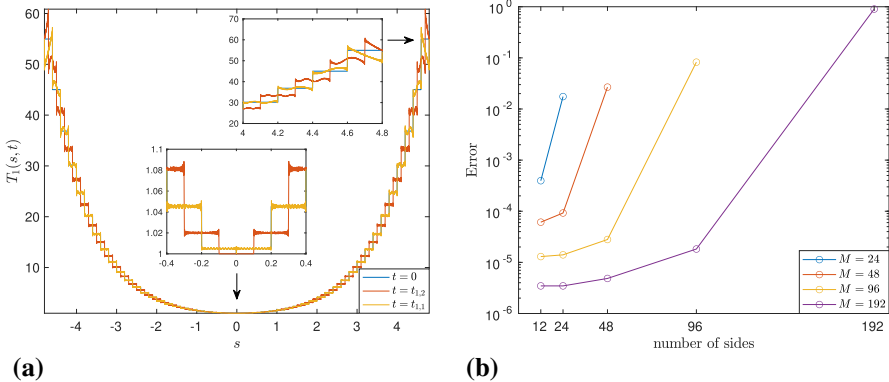 60
50
40
30
20
10
T₁(s, t)
-4 -3 -2 -1 0 1 2 3 4
s
70
60
50
40
30
20
4 4.2 4.4 4.6 4.8
1.1
1.08
1.06
1.04
1.02
1
-0.4 -0.2 0 0.2 0.4
t = 0
t = t₁,₂
t = t₁,₁
(a)
10⁰
10⁻¹
10⁻²
10⁻³
10⁻⁴
10⁻⁵
10⁻⁶
Error
12 24 48 96 192
number of sides
M = 24
M = 48
M = 96
M = 192
(b)